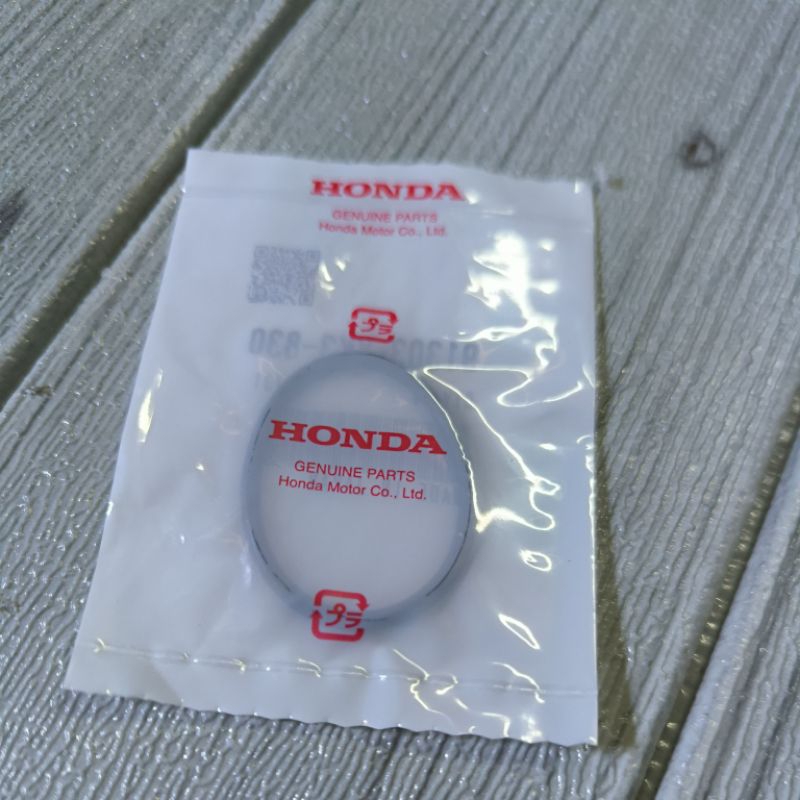 HONDA
GENUINE PARTS
Honda Motor Co., Ltd.
プラ
HONDA
GENUINE PARTS
Honda Motor Co., Ltd.
プラ